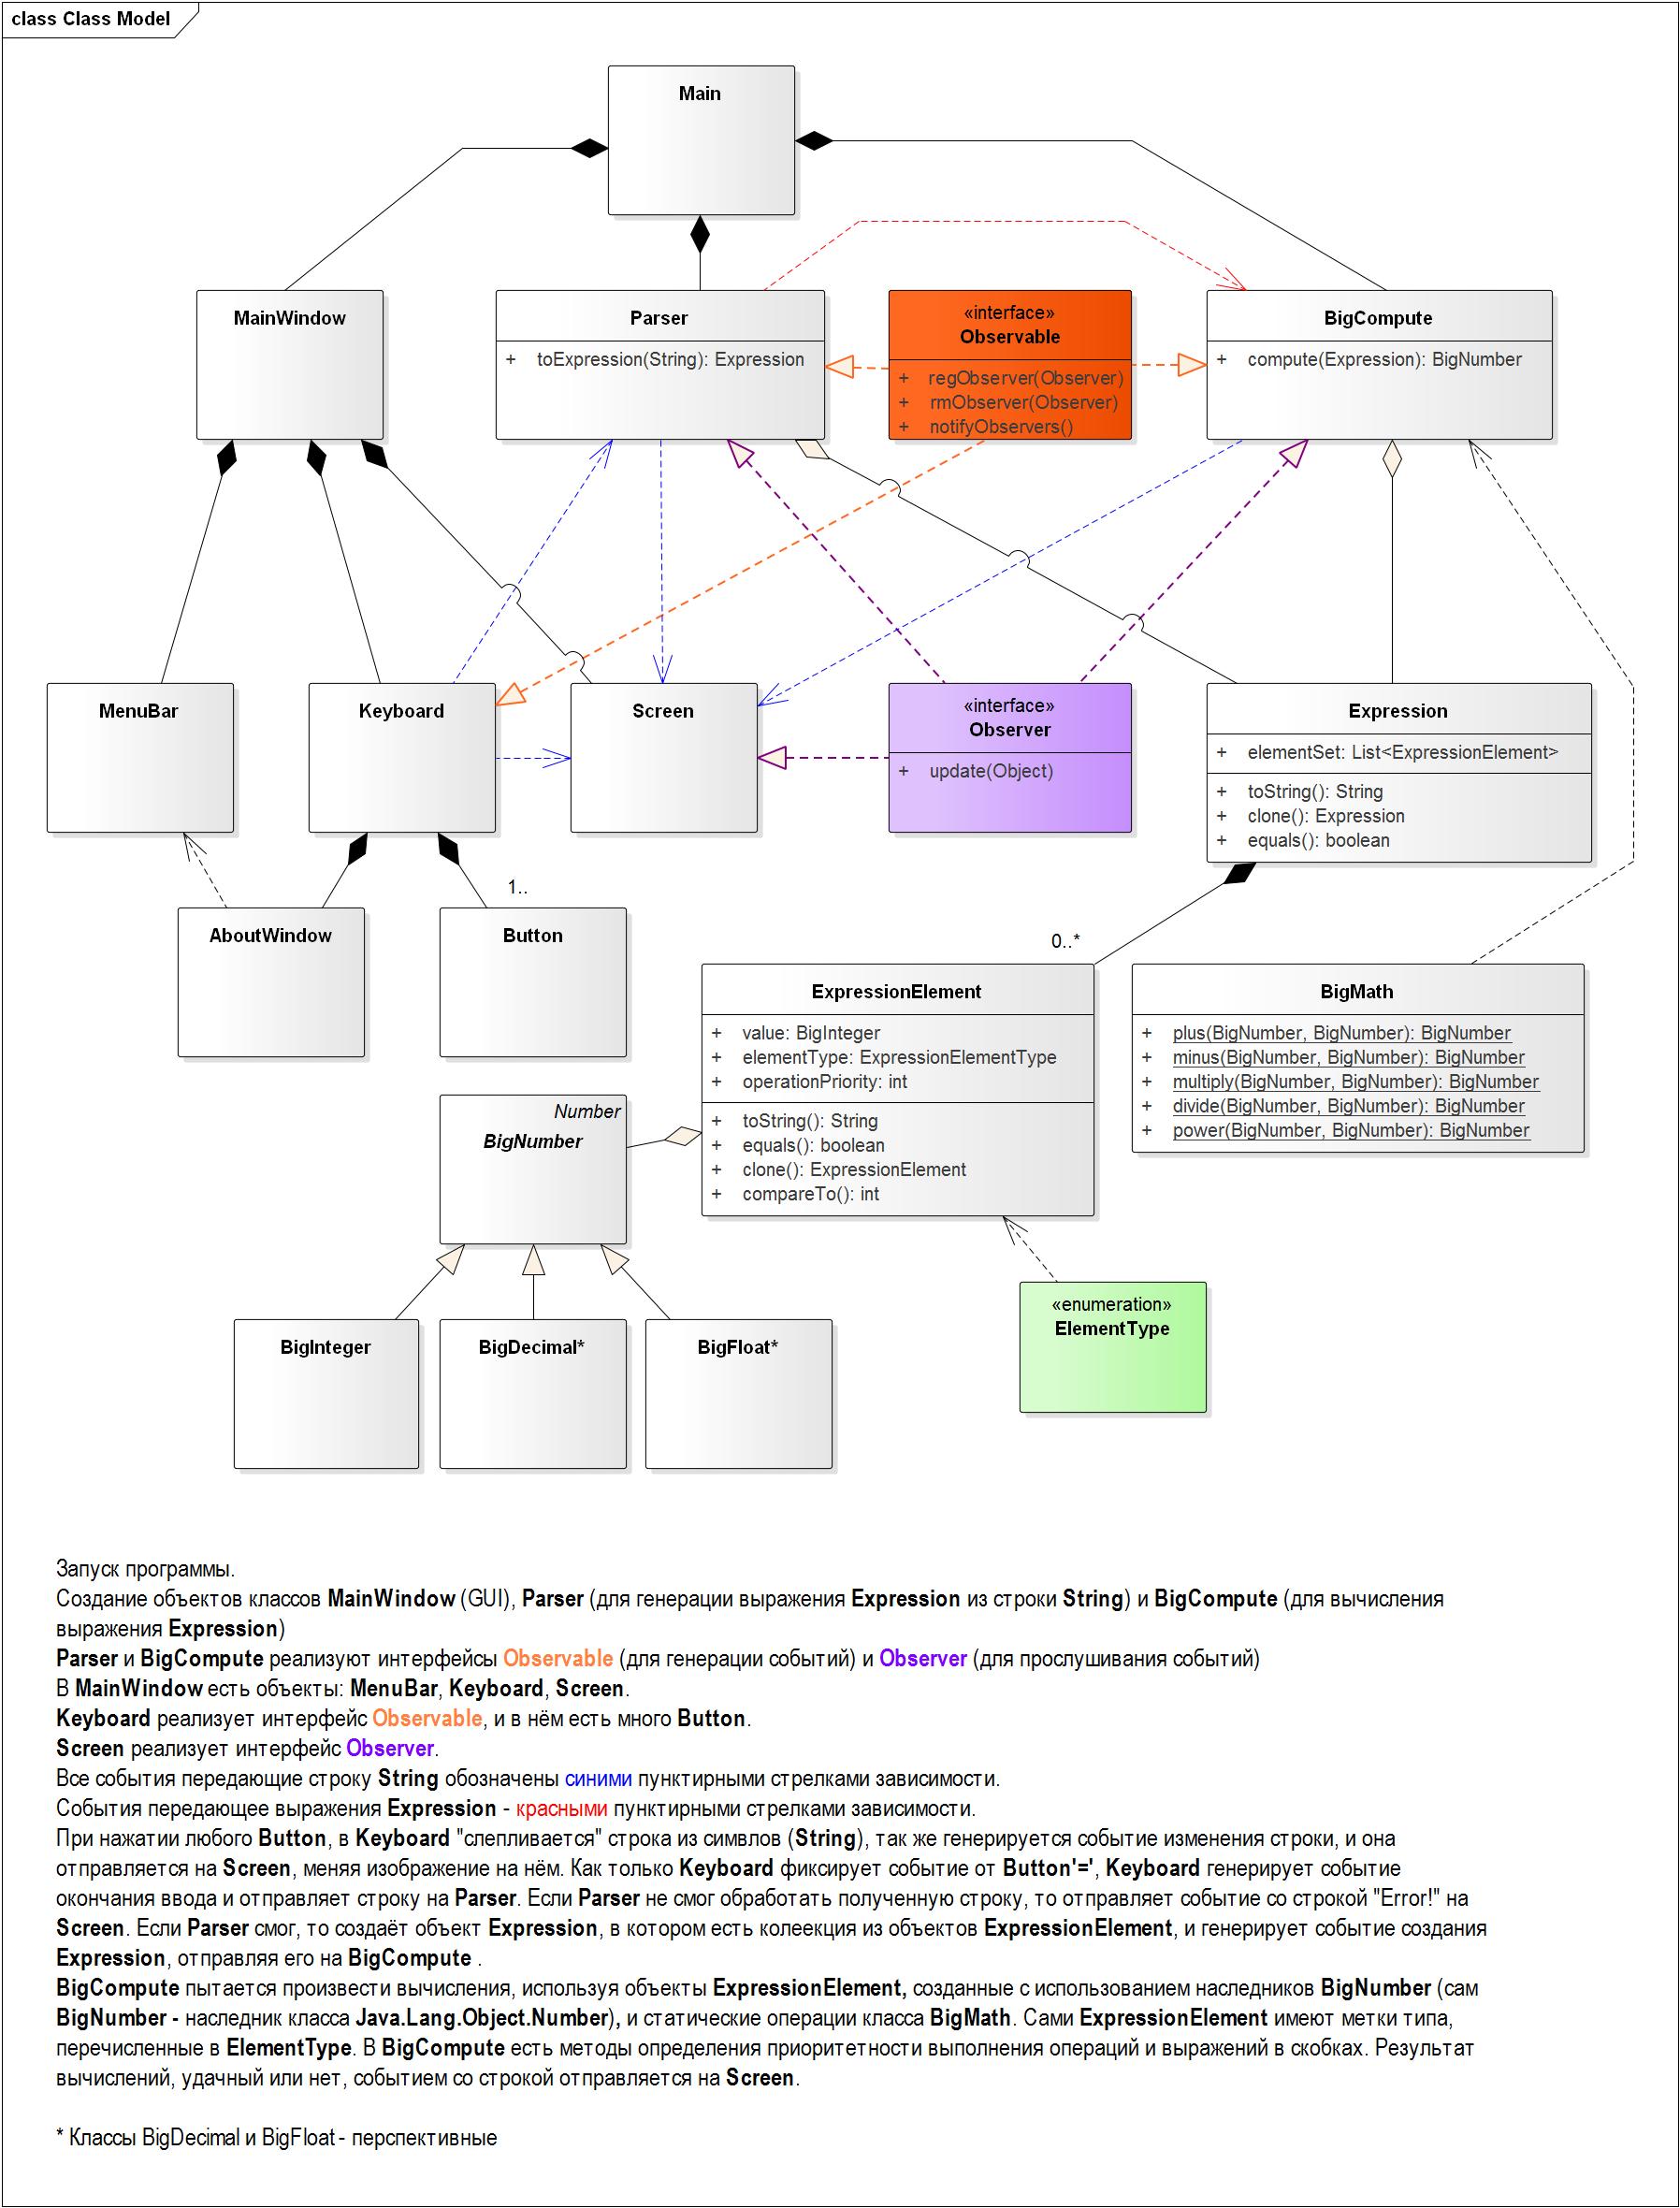 class Class Model
Main
MainWindow
Parser
+ toExpression(String): Expression
«interface»
Observable
+ regObserver(Observer)
+ rmObserver(Observer)
+ notifyObservers()
BigCompute
+ compute(Expression): BigNumber
MenuBar
Keyboard
Screen
«interface»
Observer
+ update(Object)
Expression
+ elementSet: List<ExpressionElement>
+ toString(): String
+ clone(): Expression
+ equals(): boolean
1..
0..*
AboutWindow
Button
ExpressionElement
+ value: BigInteger
+ elementType: ExpressionElementType
+ operationPriority: int
+ toString(): String
+ equals(): boolean
+ clone(): ExpressionElement
+ compareTo(): int
BigMath
+ plus(BigNumber, BigNumber): BigNumber
+ minus(BigNumber, BigNumber): BigNumber
+ multiply(BigNumber, BigNumber): BigNumber
+ divide(BigNumber, BigNumber): BigNumber
+ power(BigNumber, BigNumber): BigNumber
Number
BigNumber
BigInteger
BigDecimal*
BigFloat*
«enumeration»
ElementType
Запуск программы.
Создание объектов классов MainWindow (GUI), Parser (для генерации выражения Expression из строки String) и BigCompute (для вычисления
выражения Expression)
Parser и BigCompute реализуют интерфейсы Observable (для генерации событий) и Observer (для прослушивания событий)
В MainWindow есть объекты: MenuBar, Keyboard, Screen.
Keyboard реализует интерфейс Observable, и в нём есть много Button.
Screen реализует интерфейс Observer.
Все события передающие строку String обозначены синими пунктирными стрелками зависимости.
События передающее выражения Expression - красными пунктирными стрелками зависимости.
При нажатии любого Button, в Keyboard "слепливается" строка из симвлов (String), так же генерируется событие изменения строки, и она
отправляется на Screen, меняя изображение на нём. Как только Keyboard фиксирует событие от Button'=', Keyboard генерирует событие
окончания ввода и отправляет строку на Parser. Если Parser не смог обработать полученную строку, то отправляет событие со строкой "Error!" на
Screen. Если Parser смог, то создаёт объект Expression, в котором есть колеекция из объектов ExpressionElement, и генерирует событие создания
Expression, отправляя его на BigCompute .
BigCompute пытается произвести вычисления, используя объекты ExpressionElement, созданные с использованием наследников BigNumber (сам
BigNumber - наследник класса Java.Lang.Object.Number), и статические операции класса BigMath. Сами ExpressionElement имеют метки типа,
перечисленные в ElementType. В BigCompute есть методы определения приоритетности выполнения операций и выражений в скобках. Результат
вычислений, удачный или нет, событием со строкой отправляется на Screen.
* Классы BigDecimal и BigFloat - перспективные